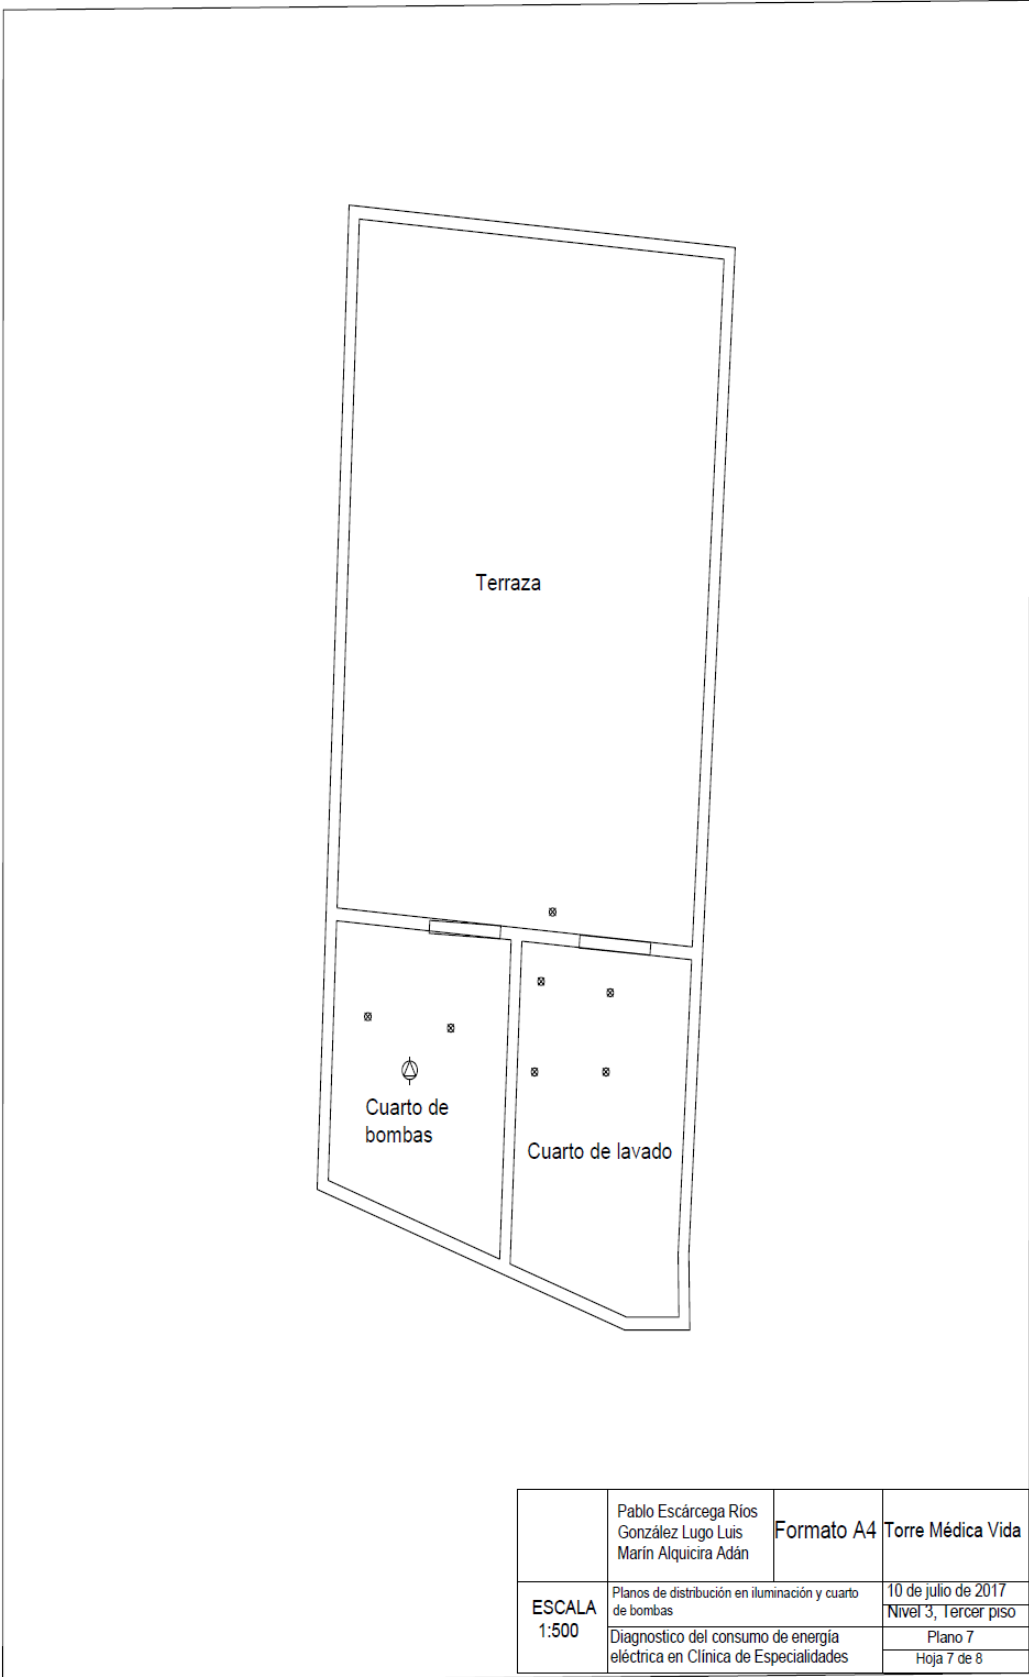 Terraza
Cuarto de
bombas
Cuarto de lavado
Pablo Escárcega Ríos
González Lugo Luis
Marín Alquicira Adán
Formato A4
Torre Médica Vida
ESCALA
1:500
Planos de distribución en iluminación y cuarto
de bombas
10 de julio de 2017
Nivel 3, Tercer piso
Diagnostico del consumo de energía
eléctrica en Clínica de Especialidades
Plano 7
Hoja 7 de 8